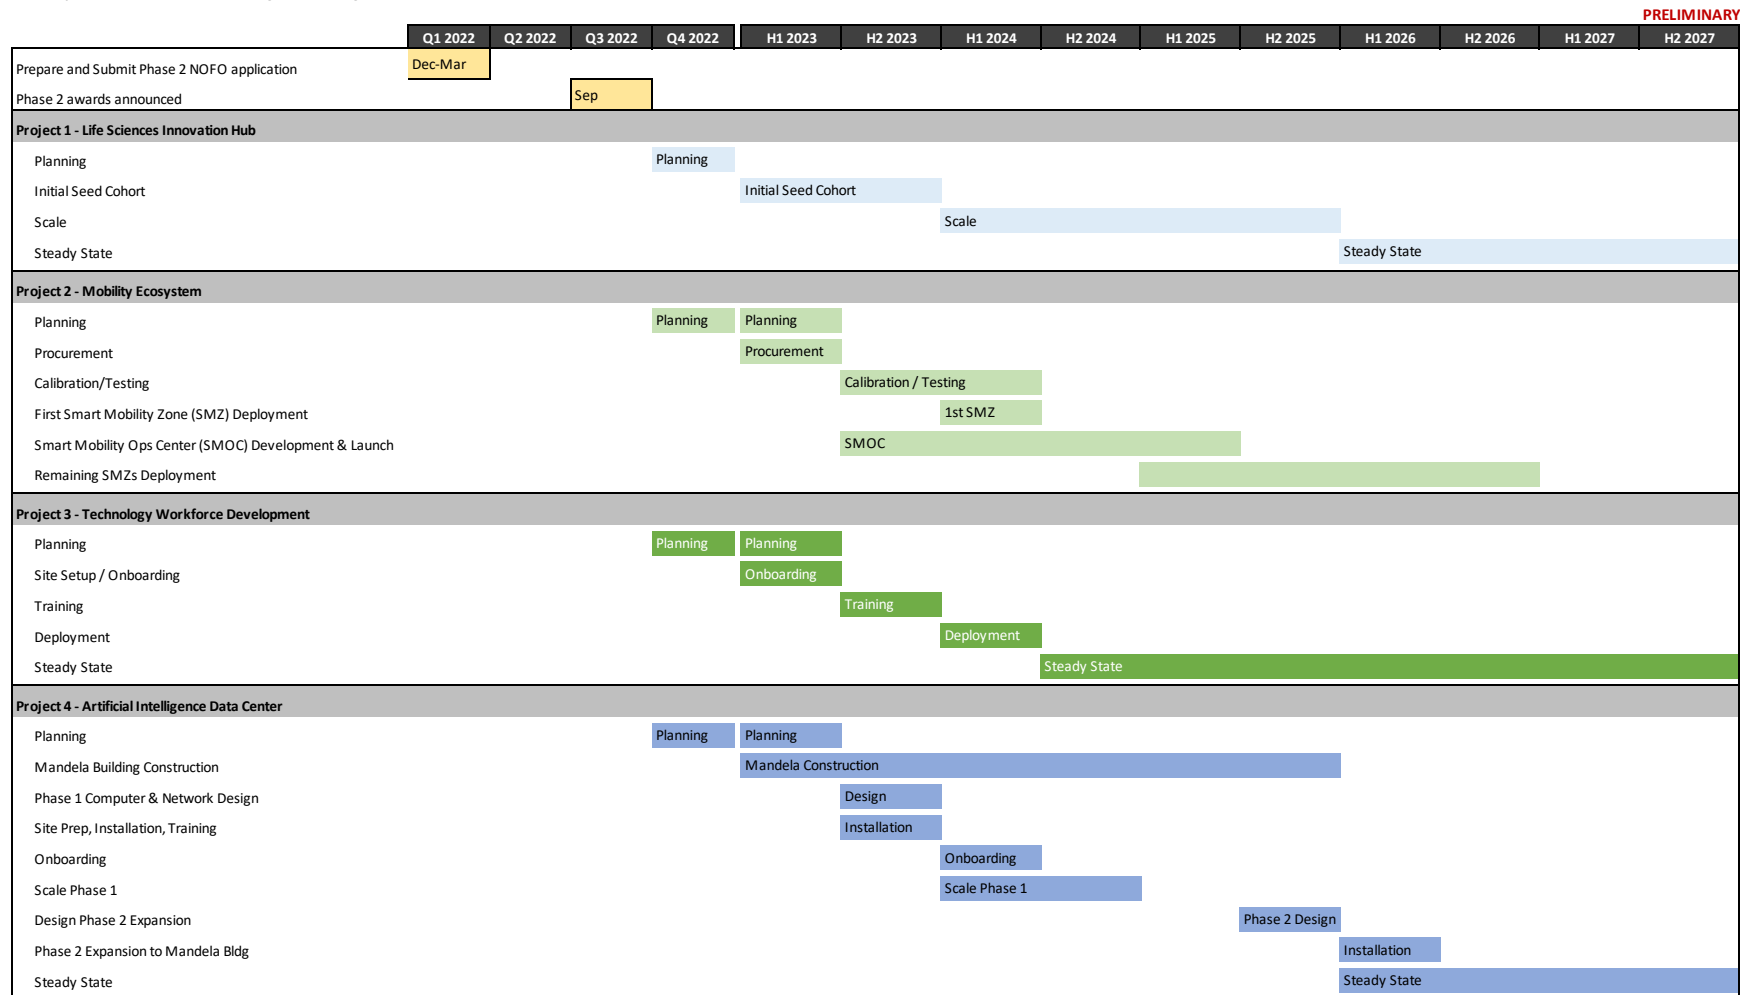 PRELIMINARY
Q1 2022 Q2 2022 Q3 2022 Q4 2022 H1 2023 H2 2023 H1 2024 H2 2024 H1 2025 H2 2025 H1 2026 H2 2026 H1 2027 H2 2027
Prepare and Submit Phase 2 NOFO application Dec-Mar
Phase 2 awards announced Sep
Project 1 - Life Sciences Innovation Hub
Planning Planning
Initial Seed Cohort Initial Seed Cohort
Scale Scale
Steady State Steady State
Project 2 - Mobility Ecosystem
Planning Planning Planning
Procurement Procurement
Calibration/Testing Calibration / Testing
First Smart Mobility Zone (SMZ) Deployment 1st SMZ
Smart Mobility Ops Center (SMOC) Development & Launch SMOC
Remaining SMZs Deployment
Project 3 - Technology Workforce Development
Planning Planning Planning
Site Setup / Onboarding Onboarding
Training Training
Deployment Deployment
Steady State Steady State
Project 4 - Artificial Intelligence Data Center
Planning Planning Planning
Mandela Building Construction Mandela Construction
Phase 1 Computer & Network Design Design
Site Prep, Installation, Training Installation
Onboarding Onboarding
Scale Phase 1 Scale Phase 1
Design Phase 2 Expansion Phase 2 Design
Phase 2 Expansion to Mandela Bldg Installation
Steady State Steady State